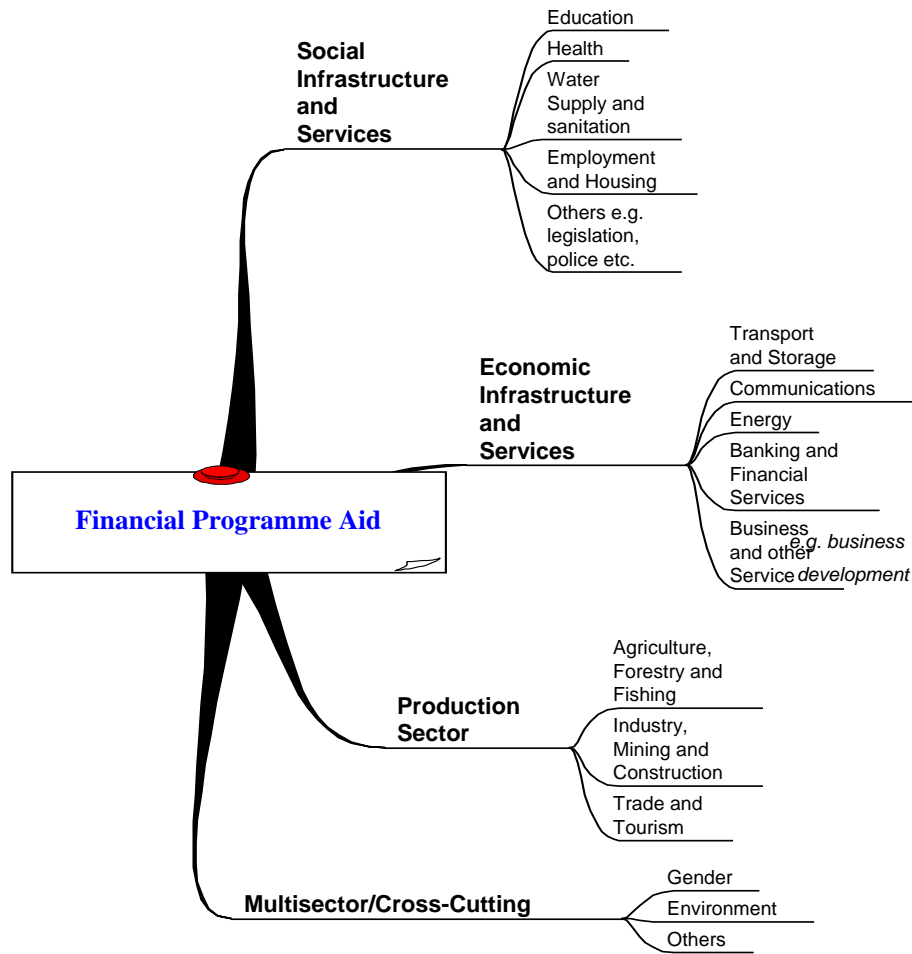 Social
Infrastructure
and
Services
Education
Health
Water
Supply and
sanitation
Employment
and Housing
Others e.g.
legislation,
police etc.
Economic
Infrastructure
and
Services
Transport
and Storage
Communications
Energy
Banking and
Financial
Services
Business
and other
Service
e.g. business
development
Financial Programme Aid
Production
Sector
Agriculture,
Forestry and
Fishing
Industry,
Mining and
Construction
Trade and
Tourism
Multisector/Cross-Cutting
Gender
Environment
Others